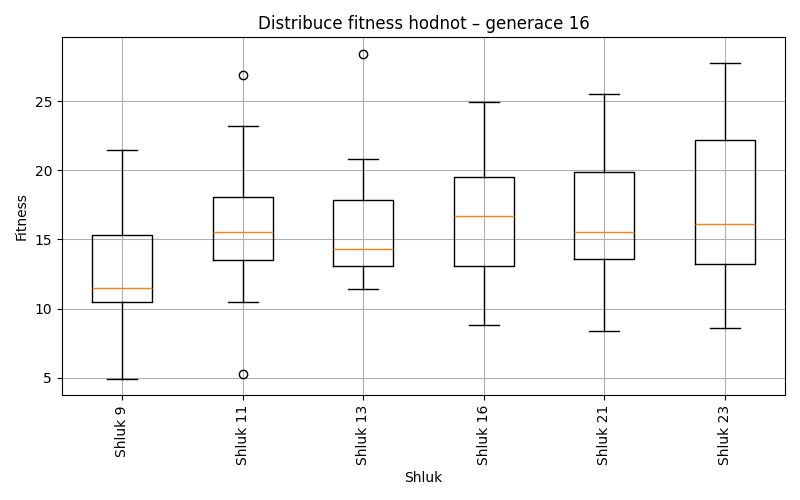 Distribuce fitness hodnot – generace 16
Fitness
25
20
15
10
5
Shluk 9
Shluk 11
Shluk 13
Shluk 16
Shluk 21
Shluk 23
Shluk